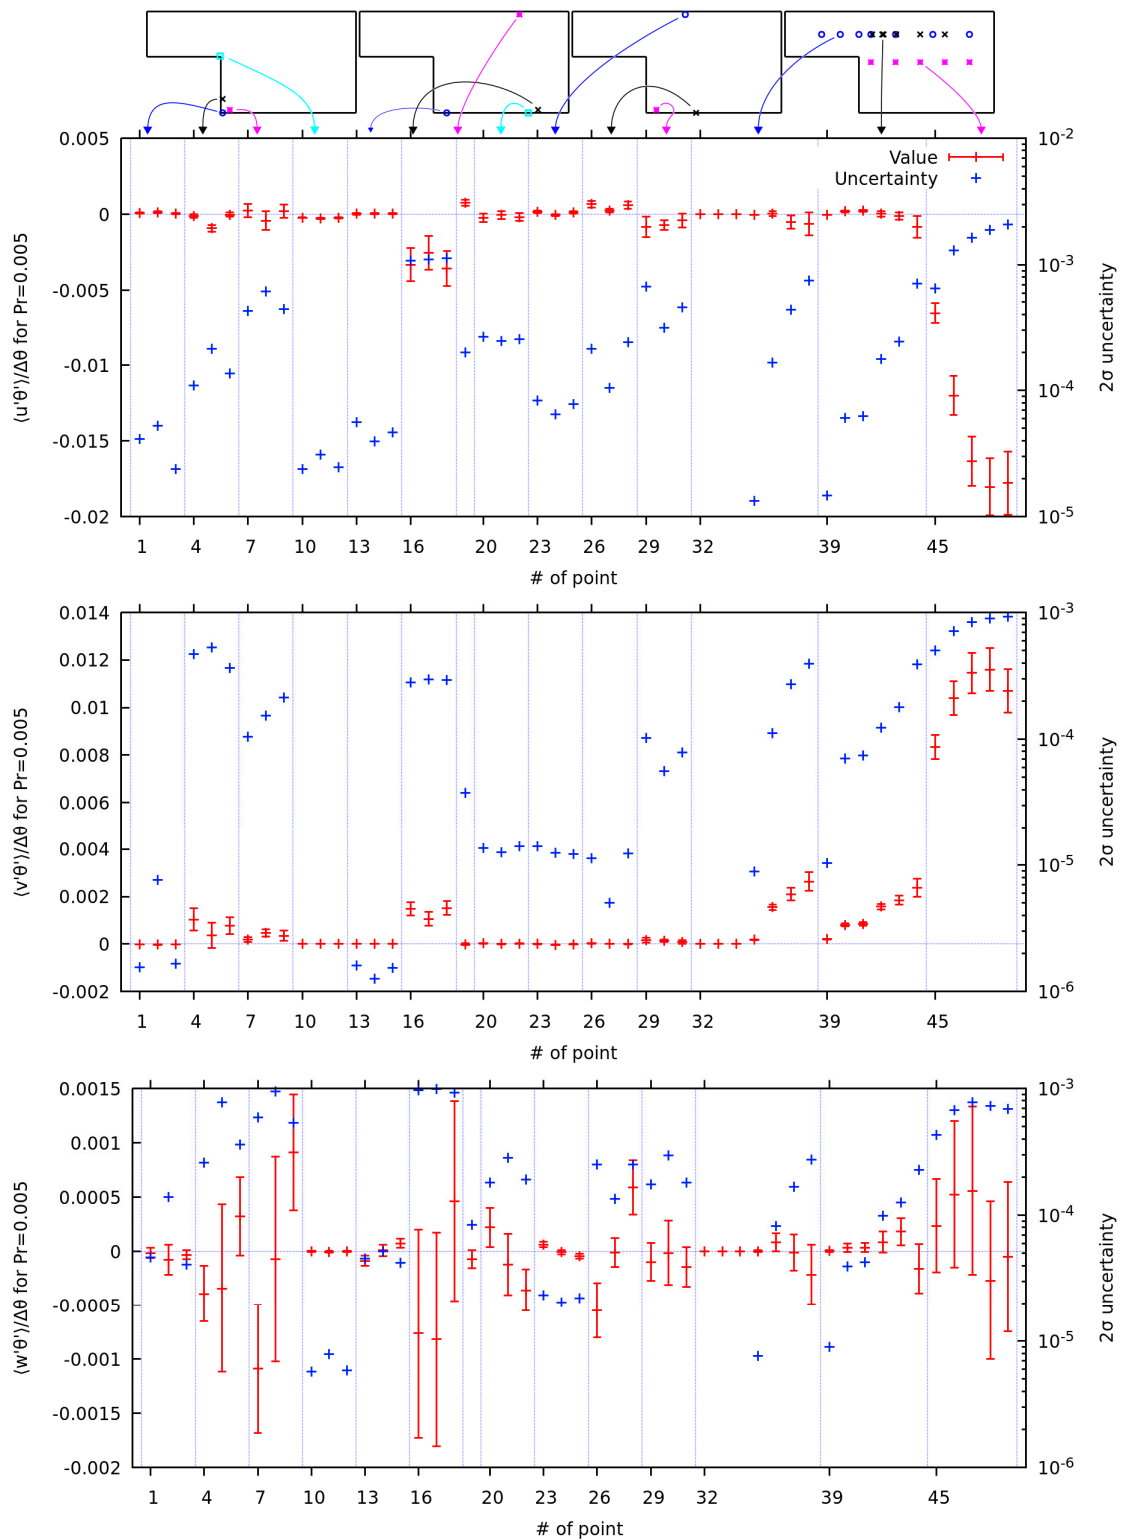 0.005
0
-0.005
-0.01
-0.015
-0.02
⟨u'θ'⟩/Δθ for Pr=0.005
Value
Uncertainty
10-2
10-3
10-4
10-5
2σ uncertainty
1 4 7 10 13 16 20 23 26 29 32 39 45
# of point
0.014
0.012
0.01
0.008
0.006
0.004
0.002
0
-0.002
⟨v'θ'⟩/Δθ for Pr=0.005
10-3
10-4
10-5
10-6
2σ uncertainty
1 4 7 10 13 16 20 23 26 29 32 39 45
# of point
0.0015
0.001
0.0005
0
-0.0005
-0.001
-0.0015
-0.002
⟨w'θ'⟩/Δθ for Pr=0.005
10-3
10-4
10-5
10-6
2σ uncertainty
1 4 7 10 13 16 20 23 26 29 32 39 45
# of point